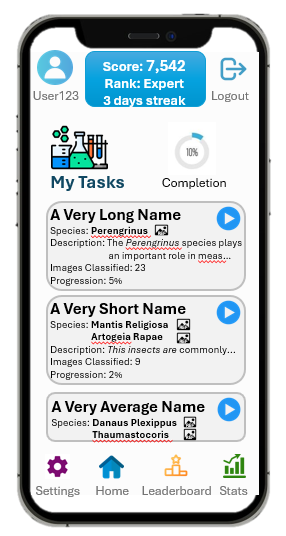 Score: 7,542
Rank: Expert
3 days streak
User123
Logout
10%
My Tasks
Completion
A Very Long Name
Species: Perengrinus
Description: The Perengrinus species plays
an important role in meas...
Images Classified: 23
Progression: 5%
A Very Short Name
Species: Mantis Religiosa
Artogeia Rapae
Description: This insects are commonly...
Images Classified: 9
Progression: 2%
A Very Average Name
Species: Danaus Plexippus
Thaumastocoris
Settings
Home
Leaderboard
Stats